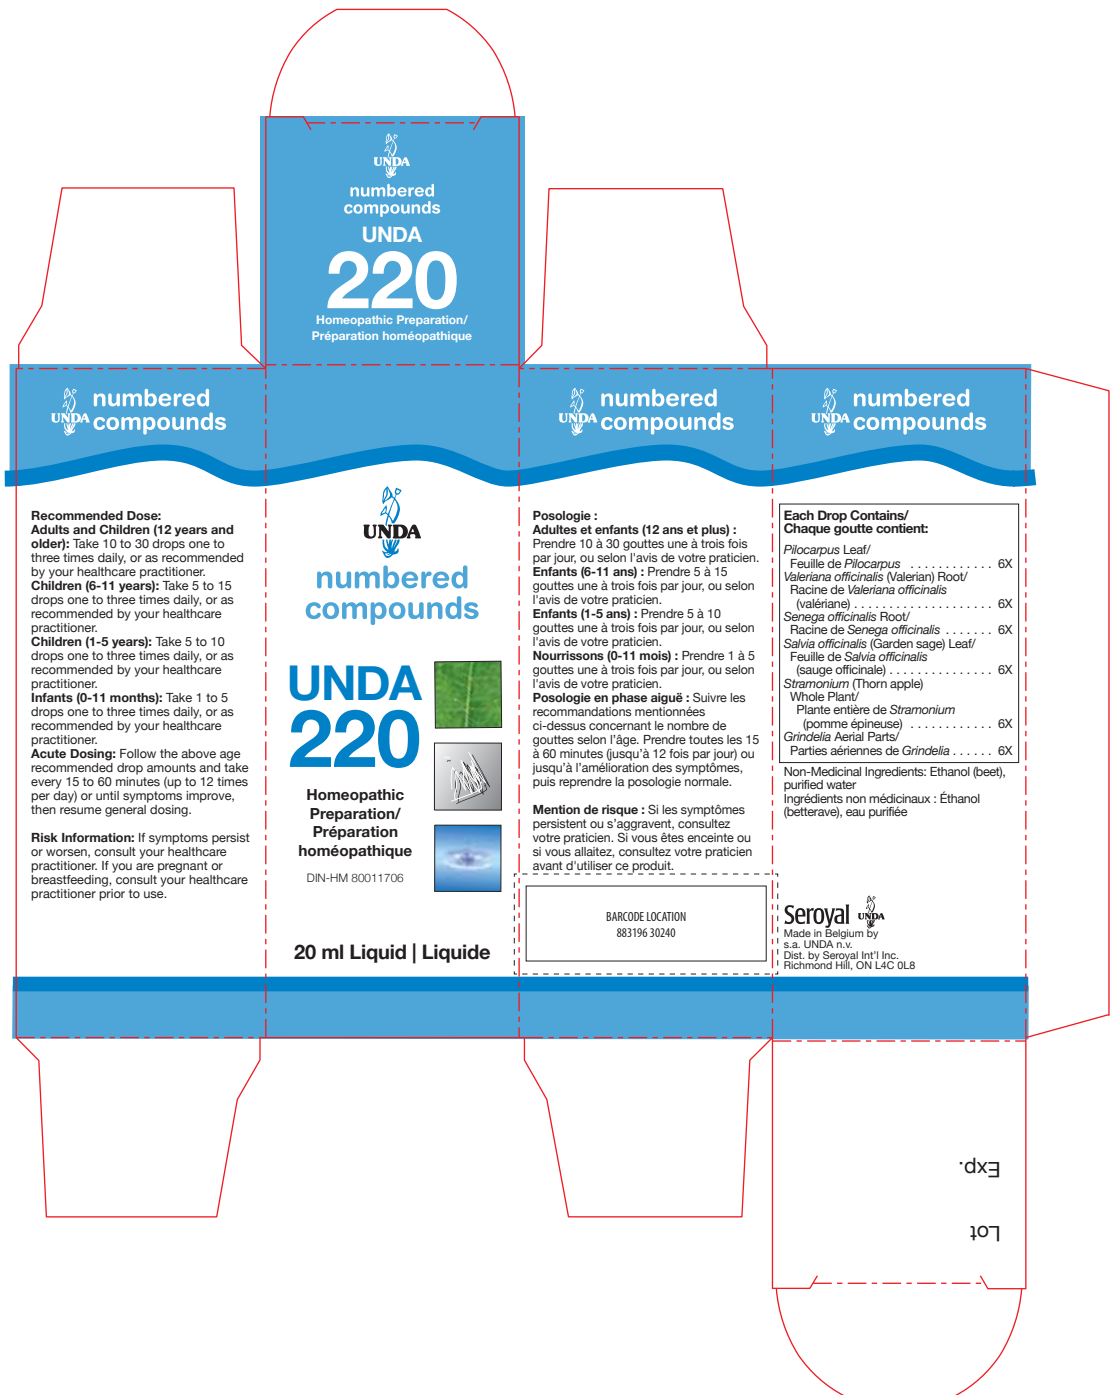 UNDA
numbered
compounds
UNDA
220
Homeopathic Preparation/
Préparation homéopathique
UNDA
numbered
compounds
Recommended Dose:
Adults and Children (12 years and
older): Take 10 to 30 drops one to
three times daily, or as recommended
by your healthcare practitioner.
Children (6-11 years): Take 5 to 15
drops one to three times daily, or as
recommended by your healthcare
practitioner.
Children (1-5 years): Take 5 to 10
drops one to three times daily, or as
recommended by your healthcare
practitioner.
Infants (0-11 months): Take 1 to 5
drops one to three times daily, or as
recommended by your healthcare
practitioner.
Acute Dosing: Follow the above age
recommended drop amounts and take
every 15 to 60 minutes (up to 12 times
per day) or until symptoms improve,
then resume general dosing.
Risk Information: If symptoms persist
or worsen, consult your healthcare
practitioner. If you are pregnant or
breastfeeding, consult your healthcare
practitioner prior to use.
UNDA
numbered
compounds
UNDA
220
Homeopathic
Preparation/
Préparation
homéopathique
DIN-HM 80011706
20 ml Liquid | Liquide
UNDA
numbered
compounds
Posologie :
Adultes et enfants (12 ans et plus) :
Prendre 10 à 30 gouttes une à trois fois
par jour, ou selon l'avis de votre praticien.
Enfants (6-11 ans) : Prendre 5 à 15
gouttes une à trois fois par jour, ou selon
l'avis de votre praticien.
Enfants (1-5 ans) : Prendre 5 à 10
gouttes une à trois fois par jour, ou selon
l'avis de votre praticien.
Nourrissons (0-11 mois) : Prendre 1 à 5
gouttes une à trois fois par jour, ou selon
l'avis de votre praticien.
Posologie en phase aiguë : Suivre les
recommandations mentionnées
ci-dessus concernant le nombre de
gouttes selon l'âge. Prendre toutes les 15
à 60 minutes (jusqu'à 12 fois par jour) ou
jusqu'à l'amélioration des symptômes,
puis reprendre la posologie normale.
Mention de risque : Si les symptômes
persistent ou s'aggravent, consultez
votre praticien. Si vous êtes enceinte ou
si vous allaitez, consultez votre praticien
avant d'utiliser ce produit.
BARCODE LOCATION
883196 30240
UNDA
numbered
compounds
Each Drop Contains/
Chaque goutte contient:
Pilocarpus Leaf/
Feuille de Pilocarpus . . . . . . . . . . . . 6X
Valeriana officinalis (Valerian) Root/
Racine de Valeriana officinalis
(valériane) . . . . . . . . . . . . . . . . . . . . 6X
Senega officinalis Root/
Racine de Senega officinalis . . . . . . . 6X
Salvia officinalis (Garden sage) Leaf/
Feuille de Salvia officinalis
(sauge officinale) . . . . . . . . . . . . . . . 6X
Stramonium (Thorn apple)
Whole Plant/
Plante entière de Stramonium
(pomme épineuse) . . . . . . . . . . . . 6X
Grindelia Aerial Parts/
Parties aériennes de Grindelia . . . . . . 6X
Non-Medicinal Ingredients: Ethanol (beet),
purified water
Ingrédients non médicinaux : Éthanol
(betterave), eau purifiée
Seroyal UNDA
Made in Belgium by
s.a. UNDA n.v.
Dist. by Seroyal Int'l Inc.
Richmond Hill, ON L4C 0L8
Lot
Exp.